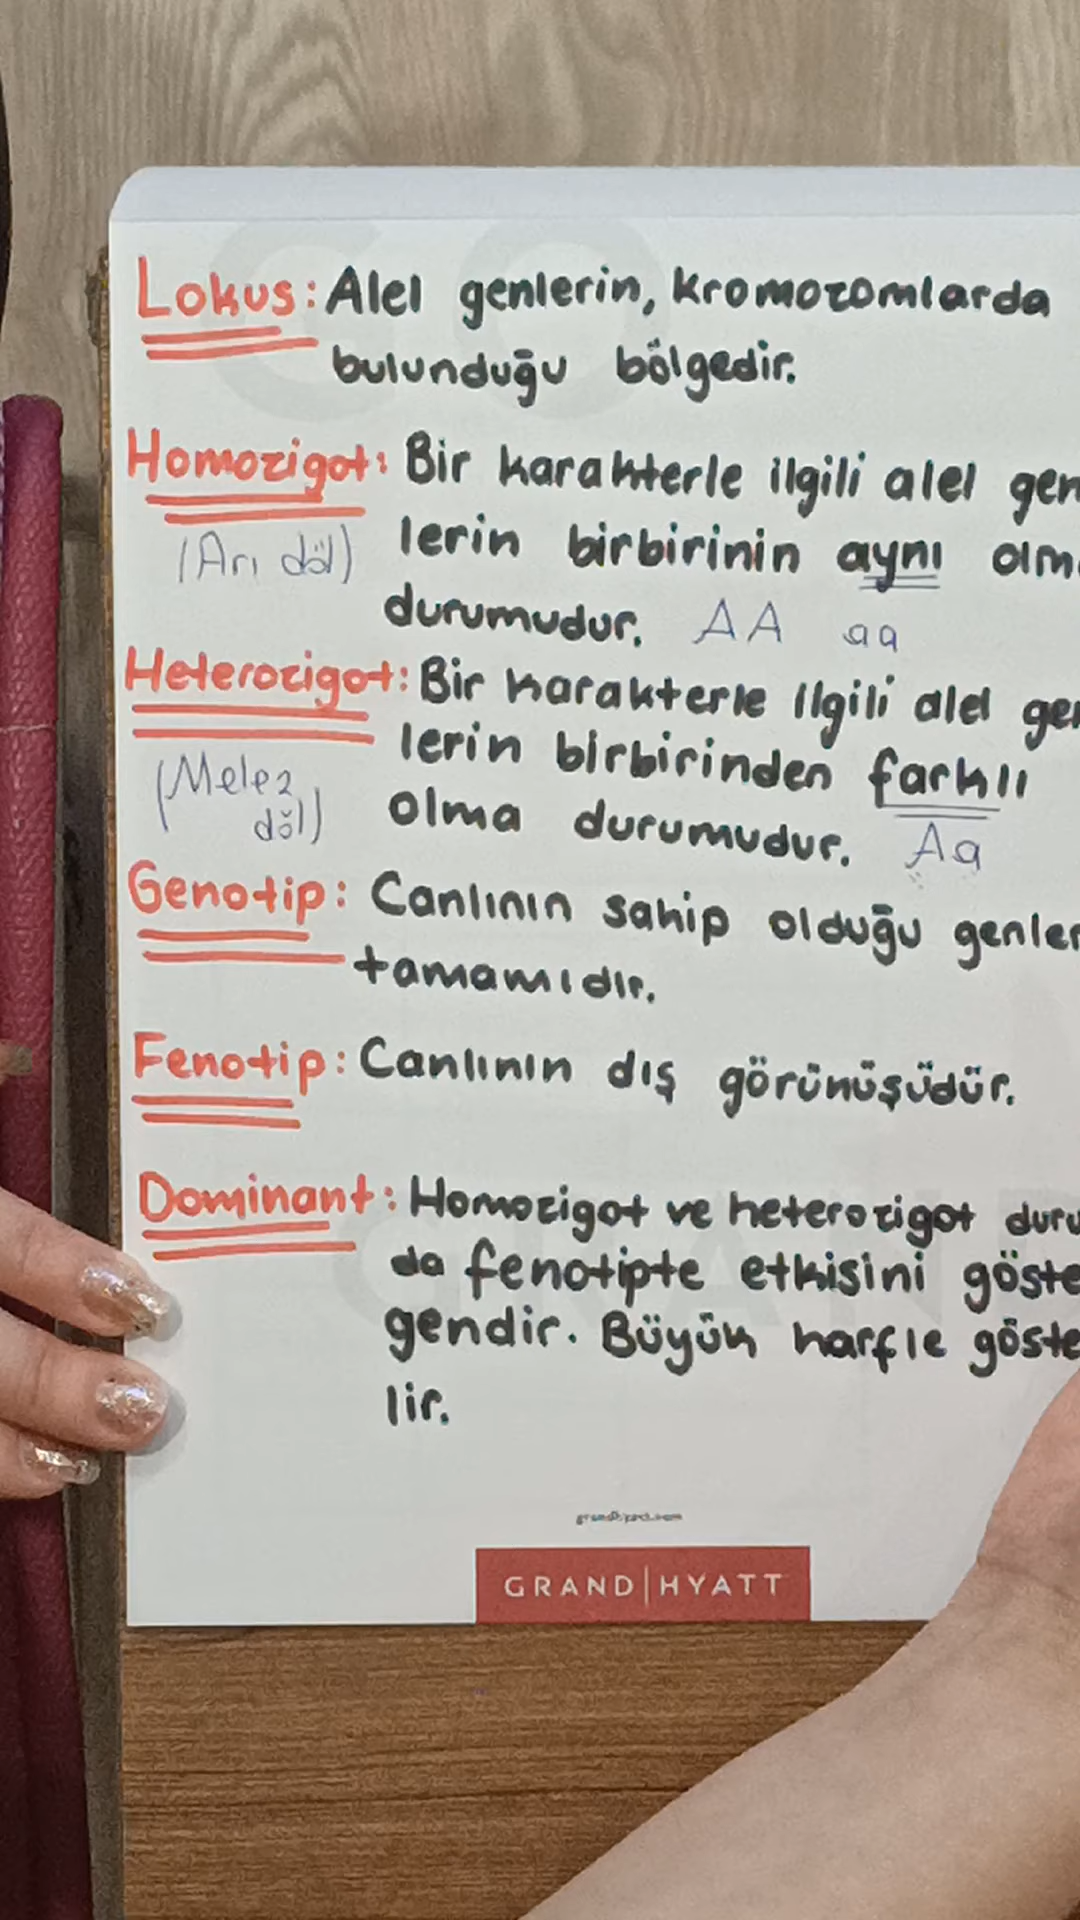 Lokus: Alel genlerin, kromozomlarda
bulunduğu bölgedir.
Homozigot: Bir karakterle ilgili alel gen
(Arı döl) lerin birbirinin aynı olm
durumudur. AA aa
Heterozigot: Bir karakterle ilgili alel gen
lerin birbirinden farklı
(Melez döl) olma durumudur. Aa
Genotip: Canlının sahip olduğu genler
tamamıdır.
Fenotip: Canlının dış görünüşüdür.
Dominant: Homozigot ve heterozigot duru
da fenotipte etkisini göste
gendir. Büyük harfle göste
lir.
grandhyatt.com
GRAND|HYATT